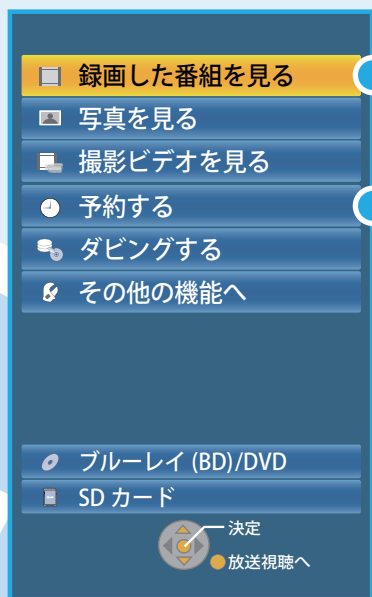 録画した番組を見る
写真を見る
撮影ビデオを見る
予約する
ダビングする
その他の機能へ
ブルーレイ (BD)/DVD
SD カード
決定
放送視聴へ